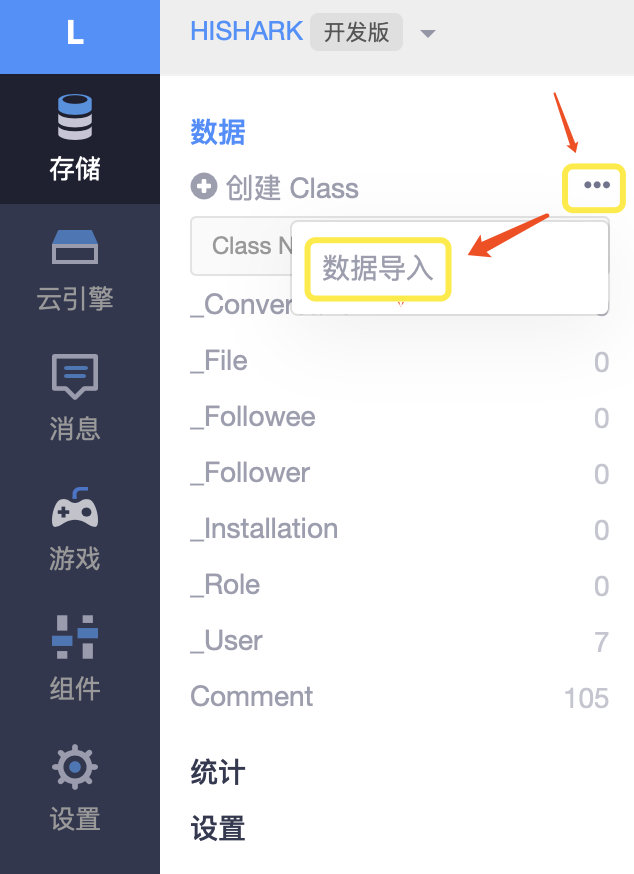 L
HISHARK 开发版
存储
云引擎
消息
游戏
组件
设置
数据
创建 Class
•••
Class N
数据导入
_Conver
_File 0
_Followee 0
_Follower 0
_Installation 0
_Role 0
_User 7
Comment 105
统计
设置